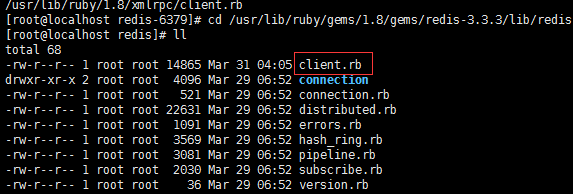 /usr/lib/ruby/1.8/xmlrpc/client.rb
[root@localhost redis-6379]# cd /usr/lib/ruby/gems/1.8/gems/redis-3.3.3/lib/redis
[root@localhost redis]# ll
total 68
-rw-r--r-- 1 root root 14865 Mar 31 04:05 client.rb
drwxr-xr-x 2 root root 4096 Mar 29 06:52 connection
-rw-r--r-- 1 root root 521 Mar 29 06:52 connection.rb
-rw-r--r-- 1 root root 22631 Mar 29 06:52 distributed.rb
-rw-r--r-- 1 root root 1091 Mar 29 06:52 errors.rb
-rw-r--r-- 1 root root 3569 Mar 29 06:52 hash_ring.rb
-rw-r--r-- 1 root root 3081 Mar 29 06:52 pipeline.rb
-rw-r--r-- 1 root root 2030 Mar 29 06:52 subscribe.rb
-rw-r--r-- 1 root root 36 Mar 29 06:52 version.rb